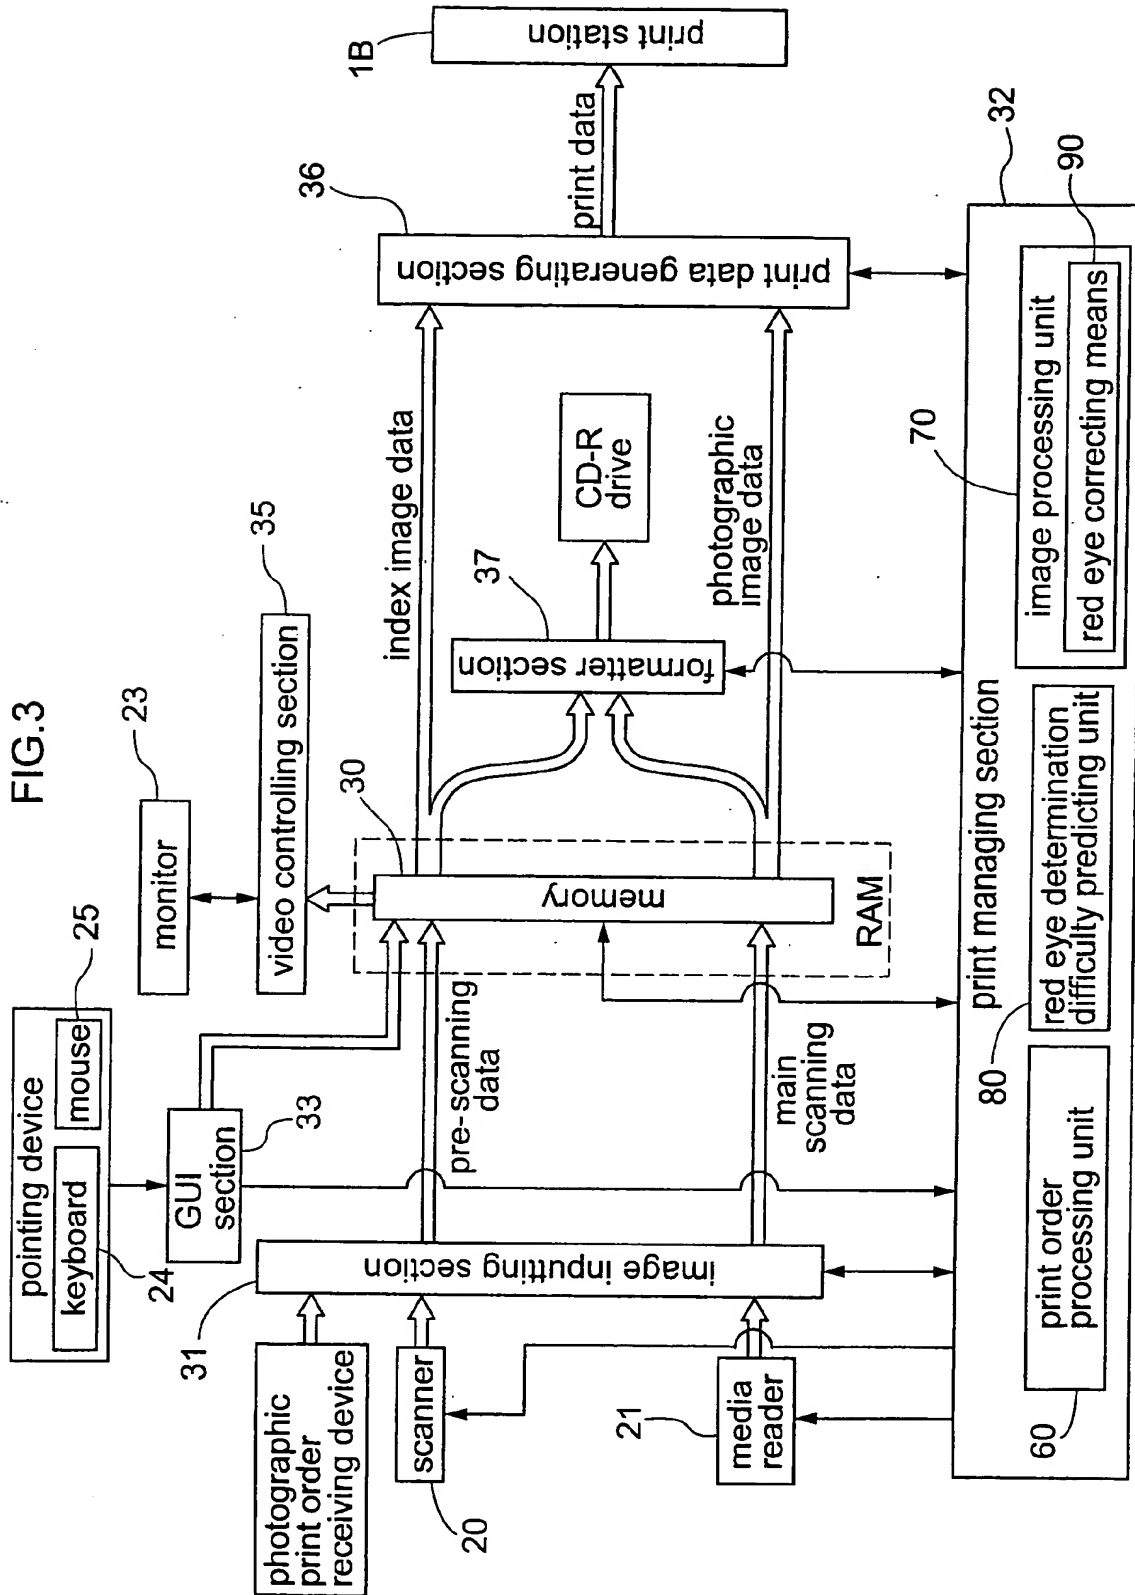 FIG.3
pointing device
keyboard
mouse
24
25
GUI
section
33
monitor
23
video controlling section
35
31
image inputting section
photographic
print order
receiving device
scanner
20
media
reader
21
pre-scanning
data
main
scanning
data
30
memory
RAM
index image data
formatter section
37
CD-R
drive
photographic
image data
print data generating section
36
print data
print station
1B
print managing section
32
print order
processing unit
60
red eye determination
difficulty predicting unit
80
image processing unit
70
red eye correcting means
90